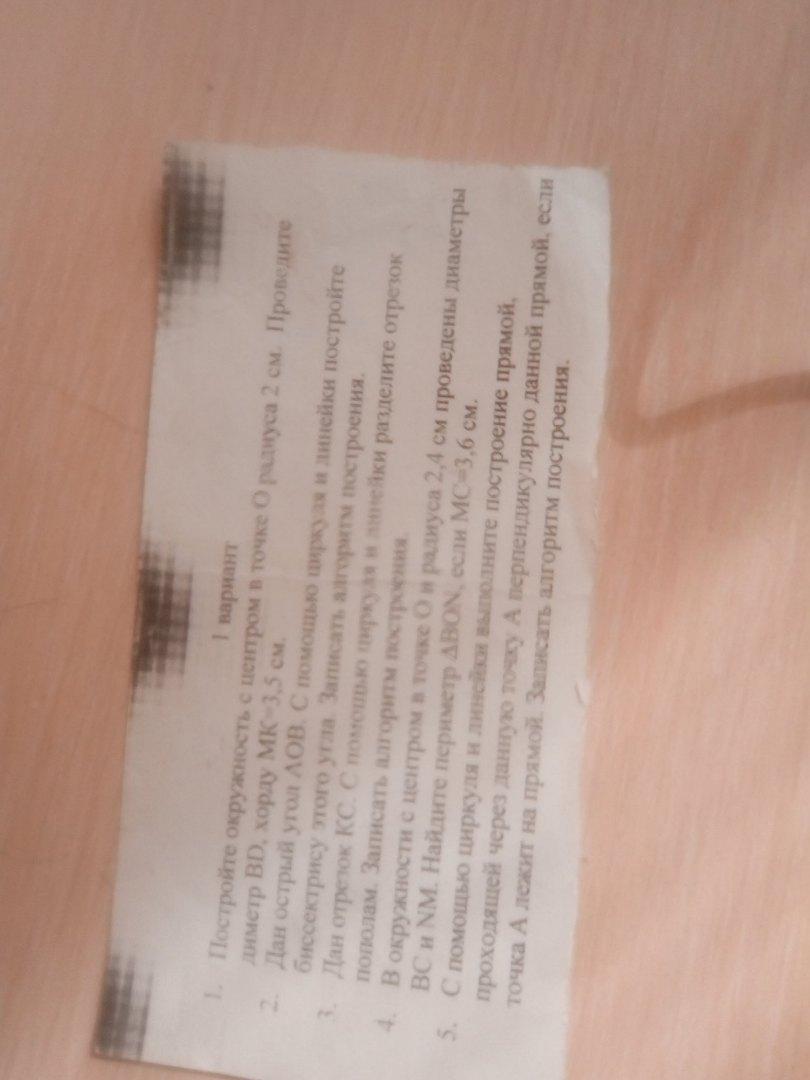 1 вариант
1. Постройте окружность с центром в точке О радиуса 2 см. Проведите
диметр BD, хорду МК=3,5 см.
2. Дан острый угол АОВ. С помощью циркуля и линейки постройте
биссектрису этого угла. Записать алгоритм построения.
3. Дан отрезок КС. С помощью циркуля и линейки разделите отрезок
пополам. Записать алгоритм построения.
4. В окружности с центром в точке О и радиуса 2,4 см проведены диаметры
ВС и NM. Найдите периметр ΔBON, если МС=3,6 см.
5. С помощью циркуля и линейки выполните построение прямой,
проходящей через данную точку А перпендикулярно данной прямой, если
точка А лежит на прямой. Записать алгоритм построения.